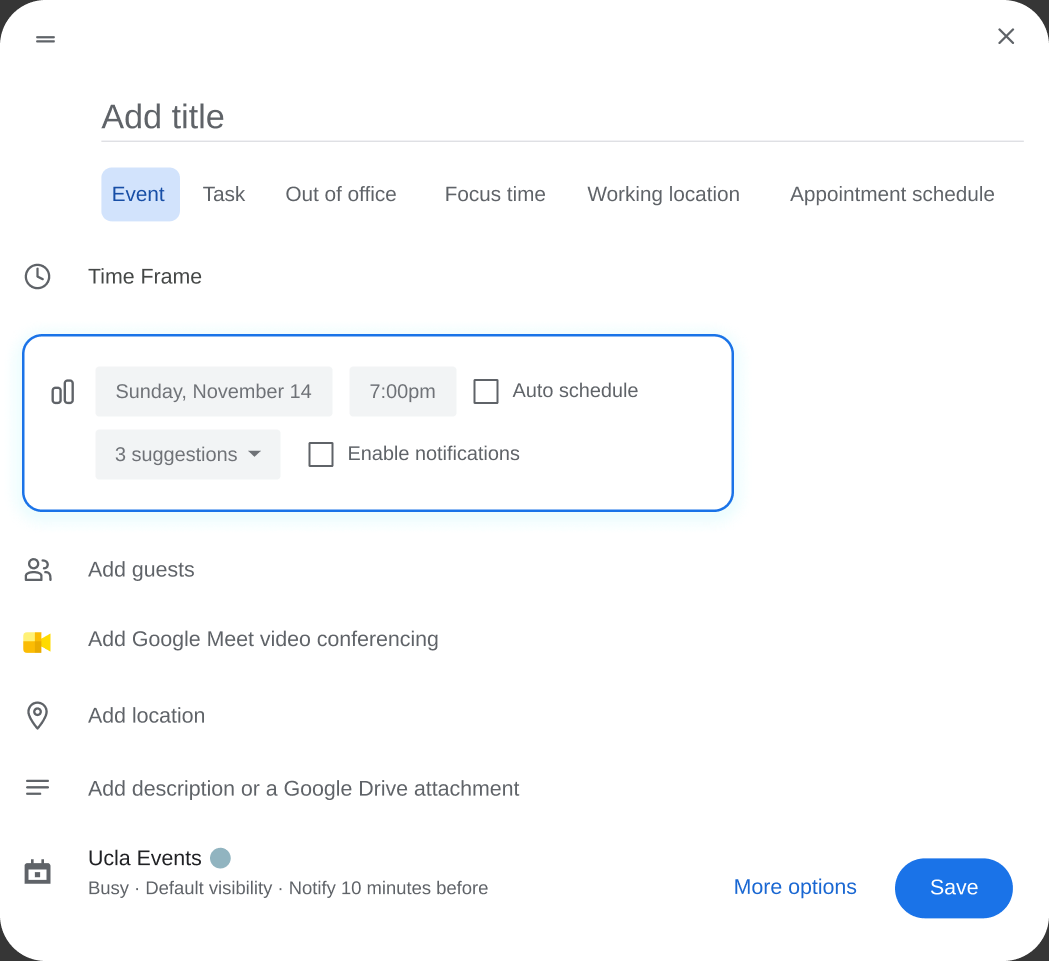 Add title
Event Task Out of office Focus time Working location Appointment schedule
Time Frame
Sunday, November 14 7:00pm Auto schedule
3 suggestions Enable notifications
Add guests
Add Google Meet video conferencing
Add location
Add description or a Google Drive attachment
Ucla Events
Busy · Default visibility · Notify 10 minutes before
More options Save